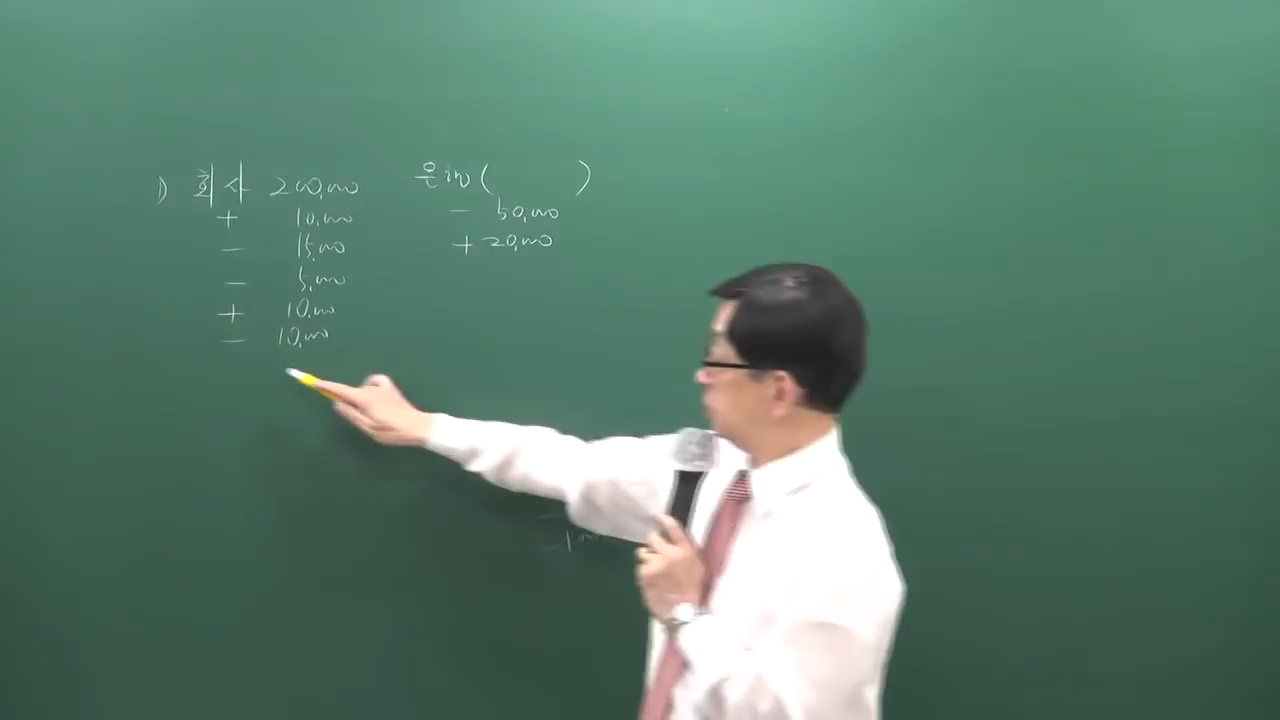 1) 회사 200,000 은행 ( )
+ 10,000 - 50,000
- 15,000 + 20,000
- 5,000
+ 10,000
- 10,000